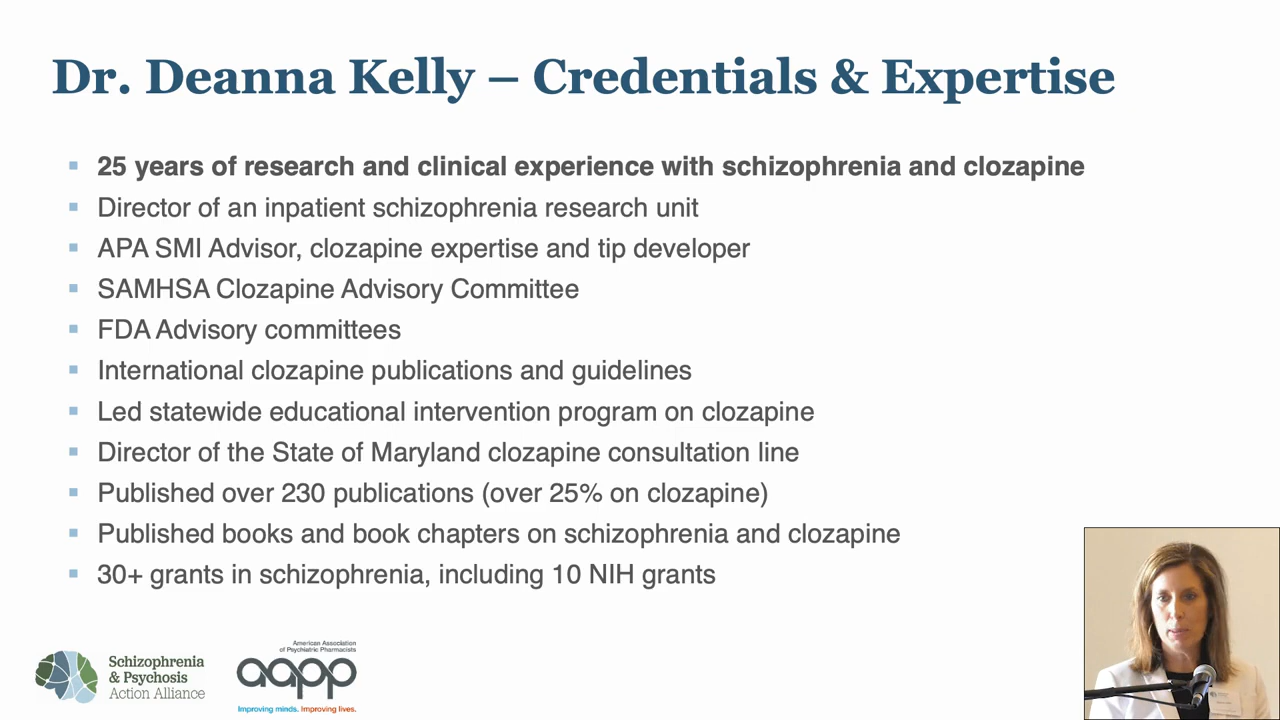 Dr. Deanna Kelly – Credentials & Expertise
25 years of research and clinical experience with schizophrenia and clozapine
Director of an inpatient schizophrenia research unit
APA SMI Advisor, clozapine expertise and tip developer
SAMHSA Clozapine Advisory Committee
FDA Advisory committees
International clozapine publications and guidelines
Led statewide educational intervention program on clozapine
Director of the State of Maryland clozapine consultation line
Published over 230 publications (over 25% on clozapine)
Published books and book chapters on schizophrenia and clozapine
30+ grants in schizophrenia, including 10 NIH grants
Schizophrenia
& Psychosis
Action Alliance
American Association
of Psychiatric Pharmacists
aapp
Improving minds. Improving lives.